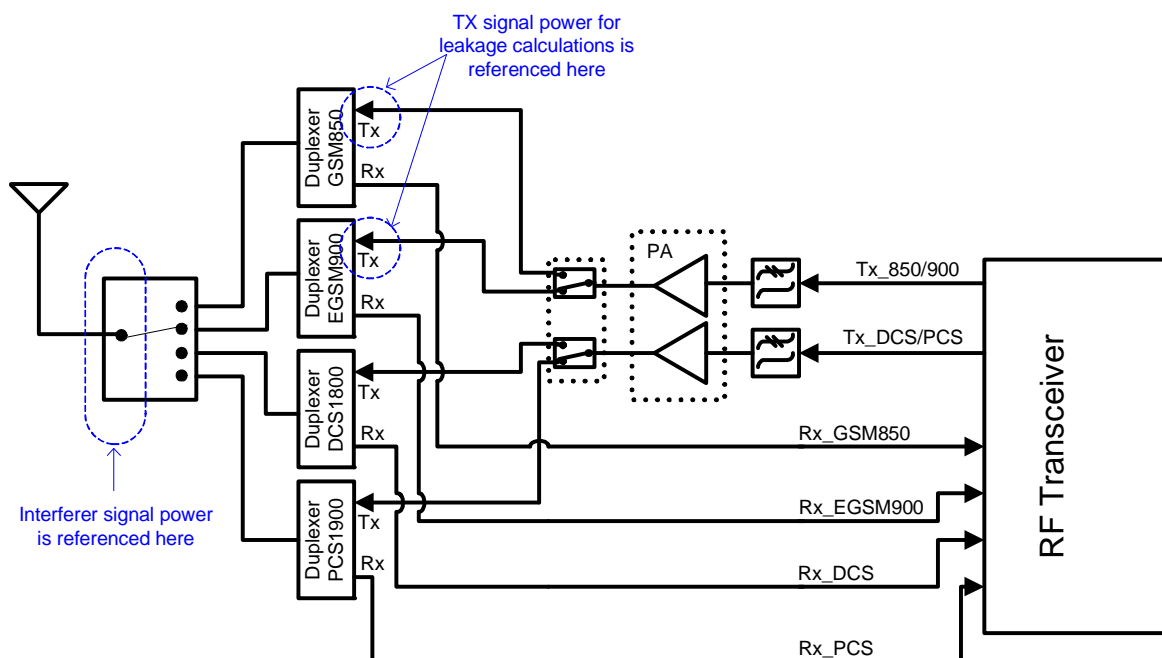 TX signal power for
leakage calculations is
referenced here
Duplexer
GSM850
Tx
Rx
Duplexer
EGSM900
Tx
Rx
PA
Tx_850/900
Tx_DCS/PCS
Duplexer
DCS1800
Tx
Rx
Rx_GSM850
Duplexer
PCS1900
Tx
Rx
Rx_EGSM900
Rx_DCS
Rx_PCS
RF Transceiver
Interferer signal power
is referenced here